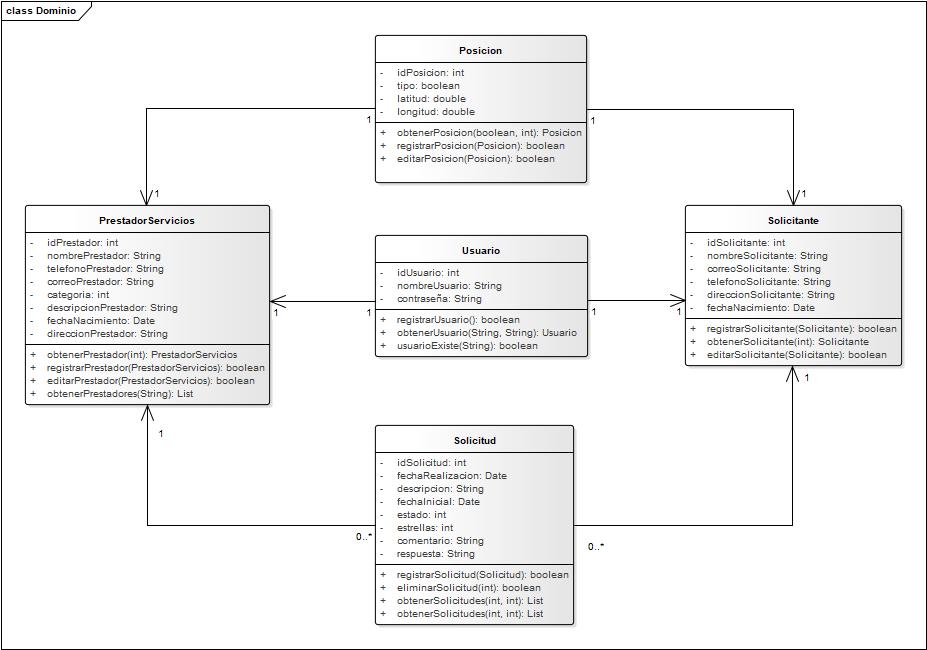 class Dominio
Posicion
- idPosicion: int
- tipo: boolean
- latitud: double
- longitud: double
+ obtenerPosicion(boolean, int): Posicion
+ registrarPosicion(Posicion): boolean
+ editarPosicion(Posicion): boolean
1
1
1
1
PrestadorServicios
- idPrestador: int
- nombrePrestador: String
- telefonoPrestador: String
- correoPrestador: String
- categoria: int
- descripcionPrestador: String
- fechaNacimiento: Date
- direccionPrestador: String
+ obtenerPrestador(int): PrestadorServicios
+ registrarPrestador(PrestadorServicios): boolean
+ editarPrestador(PrestadorServicios): boolean
+ obtenerPrestadores(String): List
Usuario
- idUsuario: int
- nombreUsuario: String
- contraseña: String
+ registrarUsuario(): boolean
+ obtenerUsuario(String, String): Usuario
+ usuarioExiste(String): boolean
1
1
1
1
Solicitante
- idSolicitante: int
- nombreSolicitante: String
- correoSolicitante: String
- telefonoSolicitante: String
- direccionSolicitante: String
- fechaNacimiento: Date
+ registrarSolicitante(Solicitante): boolean
+ obtenerSolicitante(int): Solicitante
+ editarSolicitante(Solicitante): boolean
1
1
Solicitud
- idSolicitud: int
- fechaRealizacion: Date
- descripcion: String
- fechaInicial: Date
- estado: int
- estrellas: int
- comentario: String
- respuesta: String
+ registrarSolicitud(Solicitud): boolean
+ eliminarSolicitud(int): boolean
+ obtenerSolicitudes(int, int): List
+ obtenerSolicitudes(int, int): List
0..*
0..*